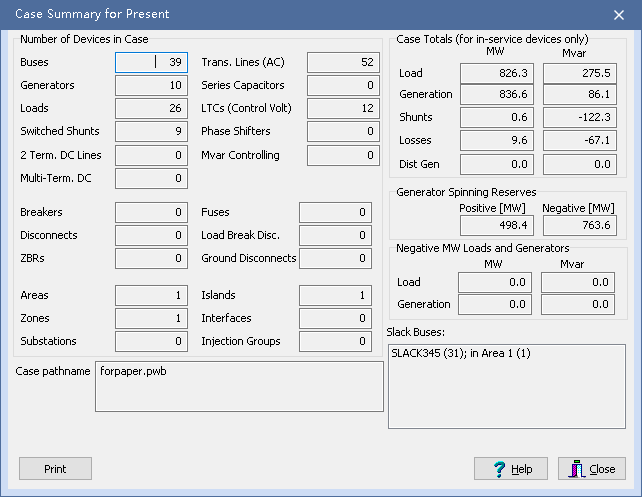 Case Summary for Present
Number of Devices in Case
Buses 39 Trans. Lines (AC) 52
Generators 10 Series Capacitors 0
Loads 26 LTCs (Control Volt) 12
Switched Shunts 9 Phase Shifters 0
2 Term. DC Lines 0 Mvar Controlling 0
Multi-Term. DC 0
Breakers 0 Fuses 0
Disconnects 0 Load Break Disc. 0
ZBRs 0 Ground Disconnects 0
Areas 1 Islands 1
Zones 1 Interfaces 0
Substations 0 Injection Groups 0
Case pathname forpaper.pwb
Case Totals (for in-service devices only)
MW Mvar
Load 826.3 275.5
Generation 836.6 86.1
Shunts 0.6 -122.3
Losses 9.6 -67.1
Dist Gen 0.0 0.0
Generator Spinning Reserves
Positive [MW] Negative [MW]
498.4 763.6
Negative MW Loads and Generators
MW Mvar
Load 0.0 0.0
Generation 0.0 0.0
Slack Buses:
SLACK345 (31); in Area 1 (1)
Print ? Help Close